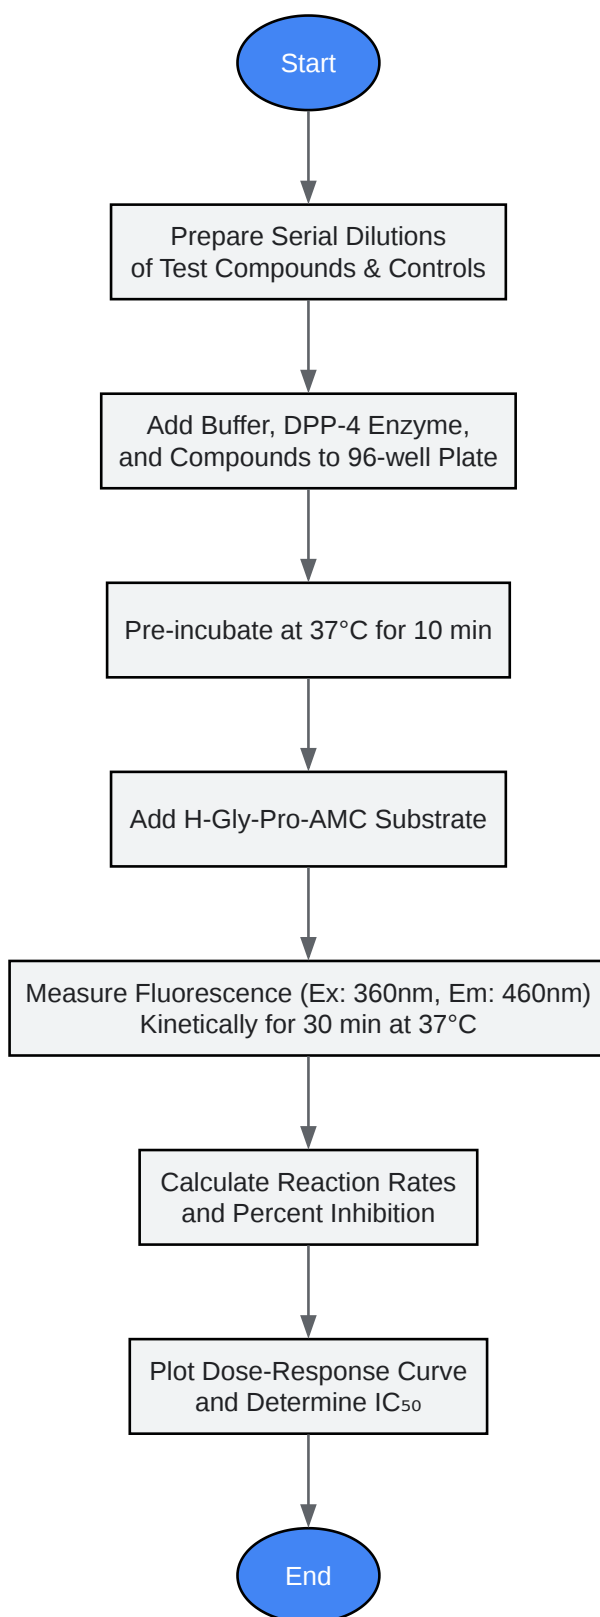 Start
Prepare Serial Dilutions
of Test Compounds & Controls
Add Buffer, DPP-4 Enzyme,
and Compounds to 96-well Plate
Pre-incubate at 37°C for 10 min
Add H-Gly-Pro-AMC Substrate
Measure Fluorescence (Ex: 360nm, Em: 460nm)
Kinetically for 30 min at 37°C
Calculate Reaction Rates
and Percent Inhibition
Plot Dose-Response Curve
and Determine IC₅₀
End